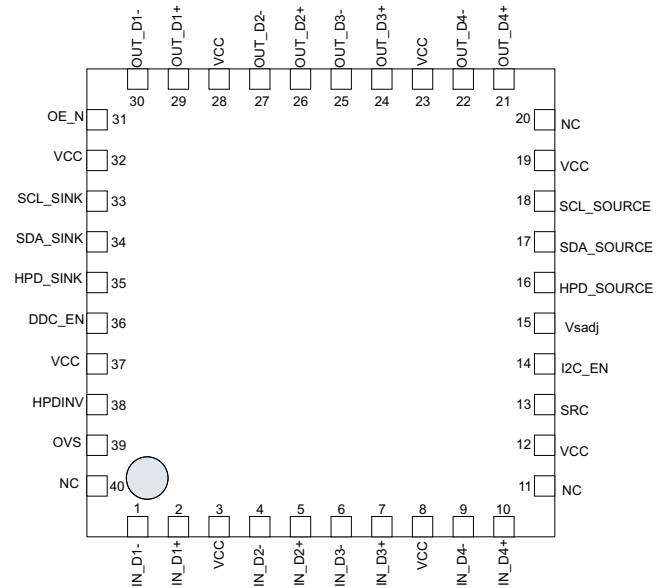 OUT_D1- OUT_D1+ VCC OUT_D2- OUT_D2+ OUT_D3- OUT_D3+ VCC OUT_D4- OUT_D4+
30 29 28 27 26 25 24 23 22 21
OE_N 31
VCC 32
SCL_SINK 33
SDA_SINK 34
HPD_SINK 35
DDC_EN 36
VCC 37
HPDINV 38
OVS 39
NC 40
20 NC
19 VCC
18 SCL_SOURCE
17 SDA_SOURCE
16 HPD_SOURCE
15 Vsadj
14 I2C_EN
13 SRC
12 VCC
11 NC
1 2 3 4 5 6 7 8 9 10
IN_D1- IN_D1+ VCC IN_D2- IN_D2+ IN_D3- IN_D3+ VCC IN_D4- IN_D4+